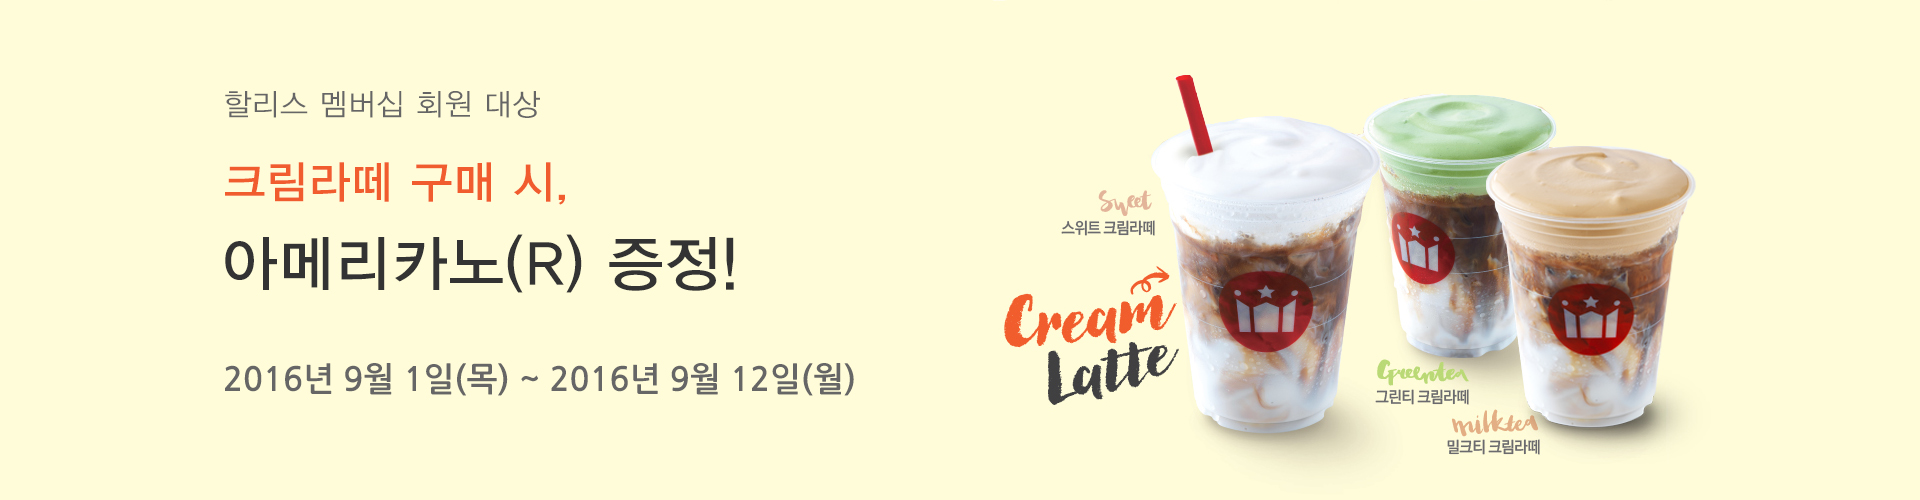 할리스 멤버십 회원 대상
크림라떼 구매 시,
아메리카노(R) 증정!
2016년 9월 1일(목) ~ 2016년 9월 12일(월)
Sweet
스위트 크림라떼
Cream
Latte
Greentea
그린티 크림라떼
milktea
밀크티 크림라떼